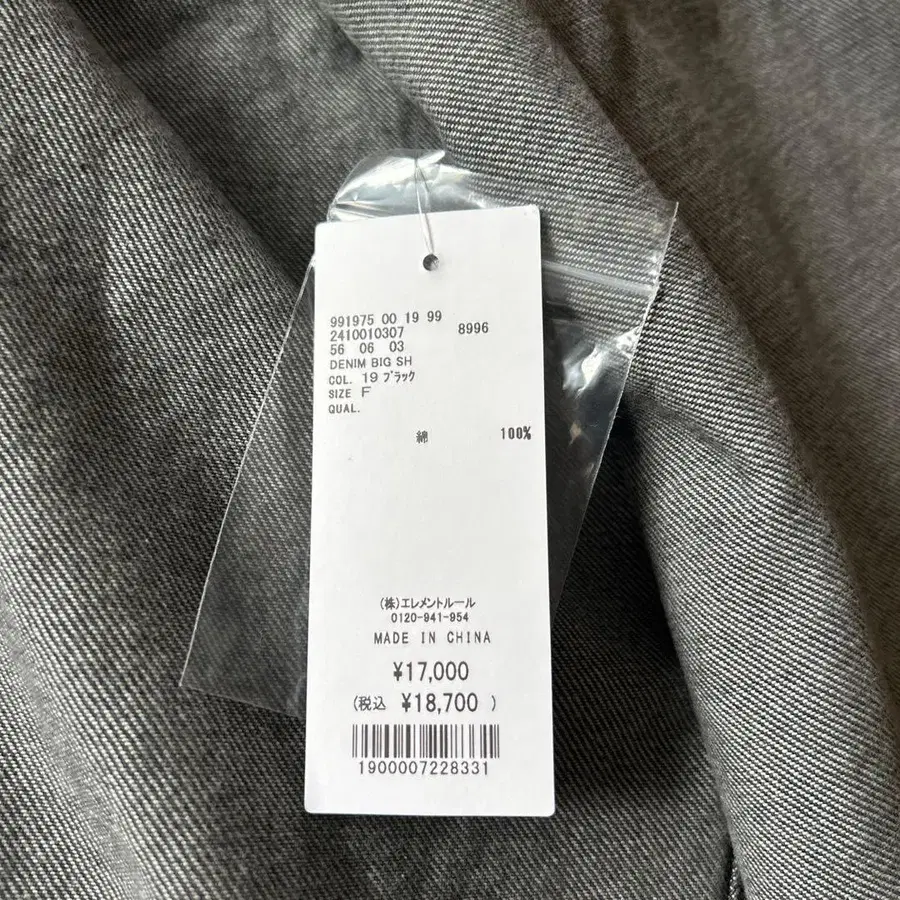 991975 00 19 99
2410010307 8996
56 06 03
DENIM BIG SH
COL. 19 ブラック
SIZE F
QUAL.
綿 100%
(株)エレメントルール
0120-941-954
MADE IN CHINA
¥17,000
(税込 ¥18,700 )
1900007228331